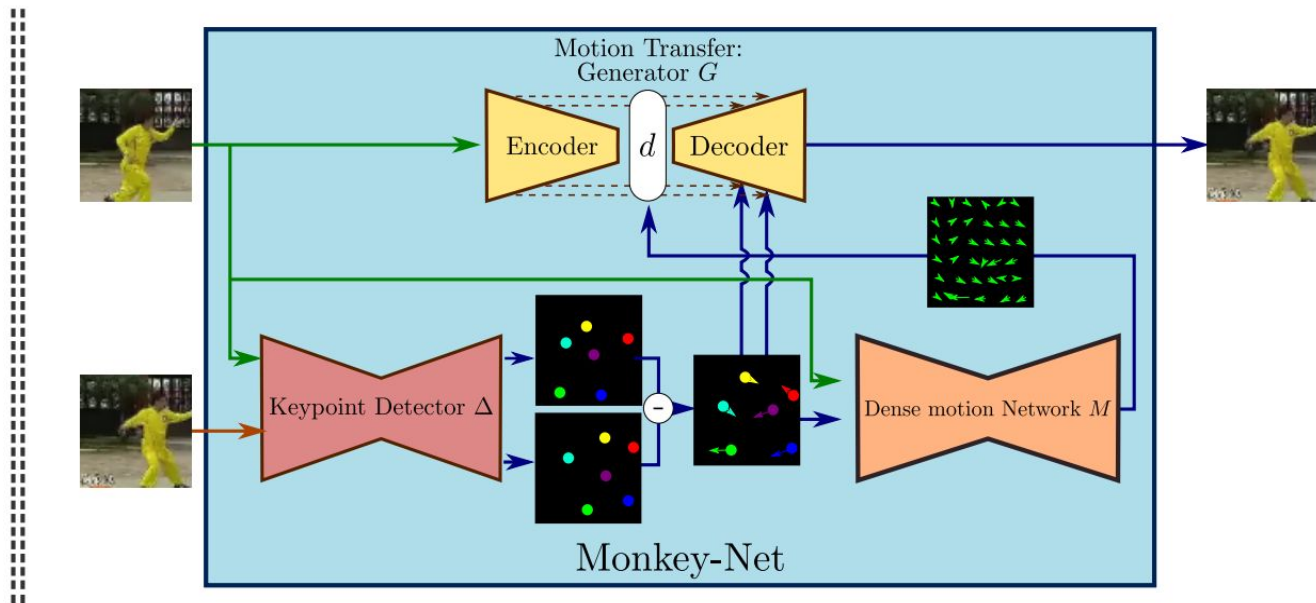 Motion Transfer:
Generator G
Encoder
d
Decoder
Keypoint Detector Δ
-
Dense motion Network M
Monkey-Net